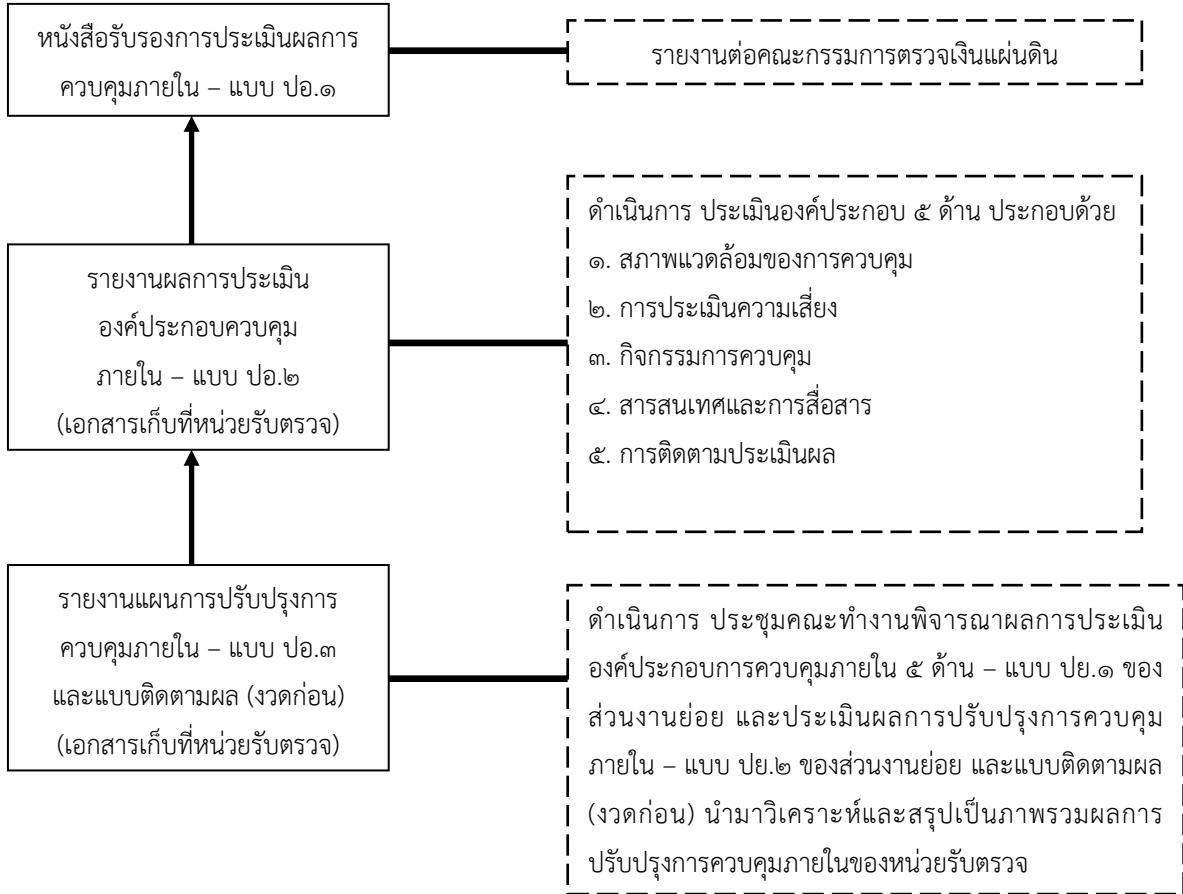 หนังสือรับรองการประเมินผลการ
ควบคุมภายใน – แบบ ปอ.๑
รายงานต่อคณะกรรมการตรวจเงินแผ่นดิน
รายงานผลการประเมิน
องค์ประกอบควบคุม
ภายใน – แบบ ปอ.๒
(เอกสารเก็บที่หน่วยรับตรวจ)
ดำเนินการ ประเมินองค์ประกอบ ๕ ด้าน ประกอบด้วย
๑. สภาพแวดล้อมของการควบคุม
๒. การประเมินความเสี่ยง
๓. กิจกรรมการควบคุม
๔. สารสนเทศและการสื่อสาร
๕. การติดตามประเมินผล
รายงานแผนการปรับปรุงการ
ควบคุมภายใน – แบบ ปอ.๓
และแบบติดตามผล (งวดก่อน)
(เอกสารเก็บที่หน่วยรับตรวจ)
ดำเนินการ ประชุมคณะทำงานพิจารณาผลการประเมิน
องค์ประกอบการควบคุมภายใน ๕ ด้าน – แบบ ปย.๑ ของ
ส่วนงานย่อย และประเมินผลการปรับปรุงการควบคุม
ภายใน – แบบ ปย.๒ ของส่วนงานย่อย และแบบติดตามผล
(งวดก่อน) นำมาวิเคราะห์และสรุปเป็นภาพรวมผลการ
ปรับปรุงการควบคุมภายในของหน่วยรับตรวจ